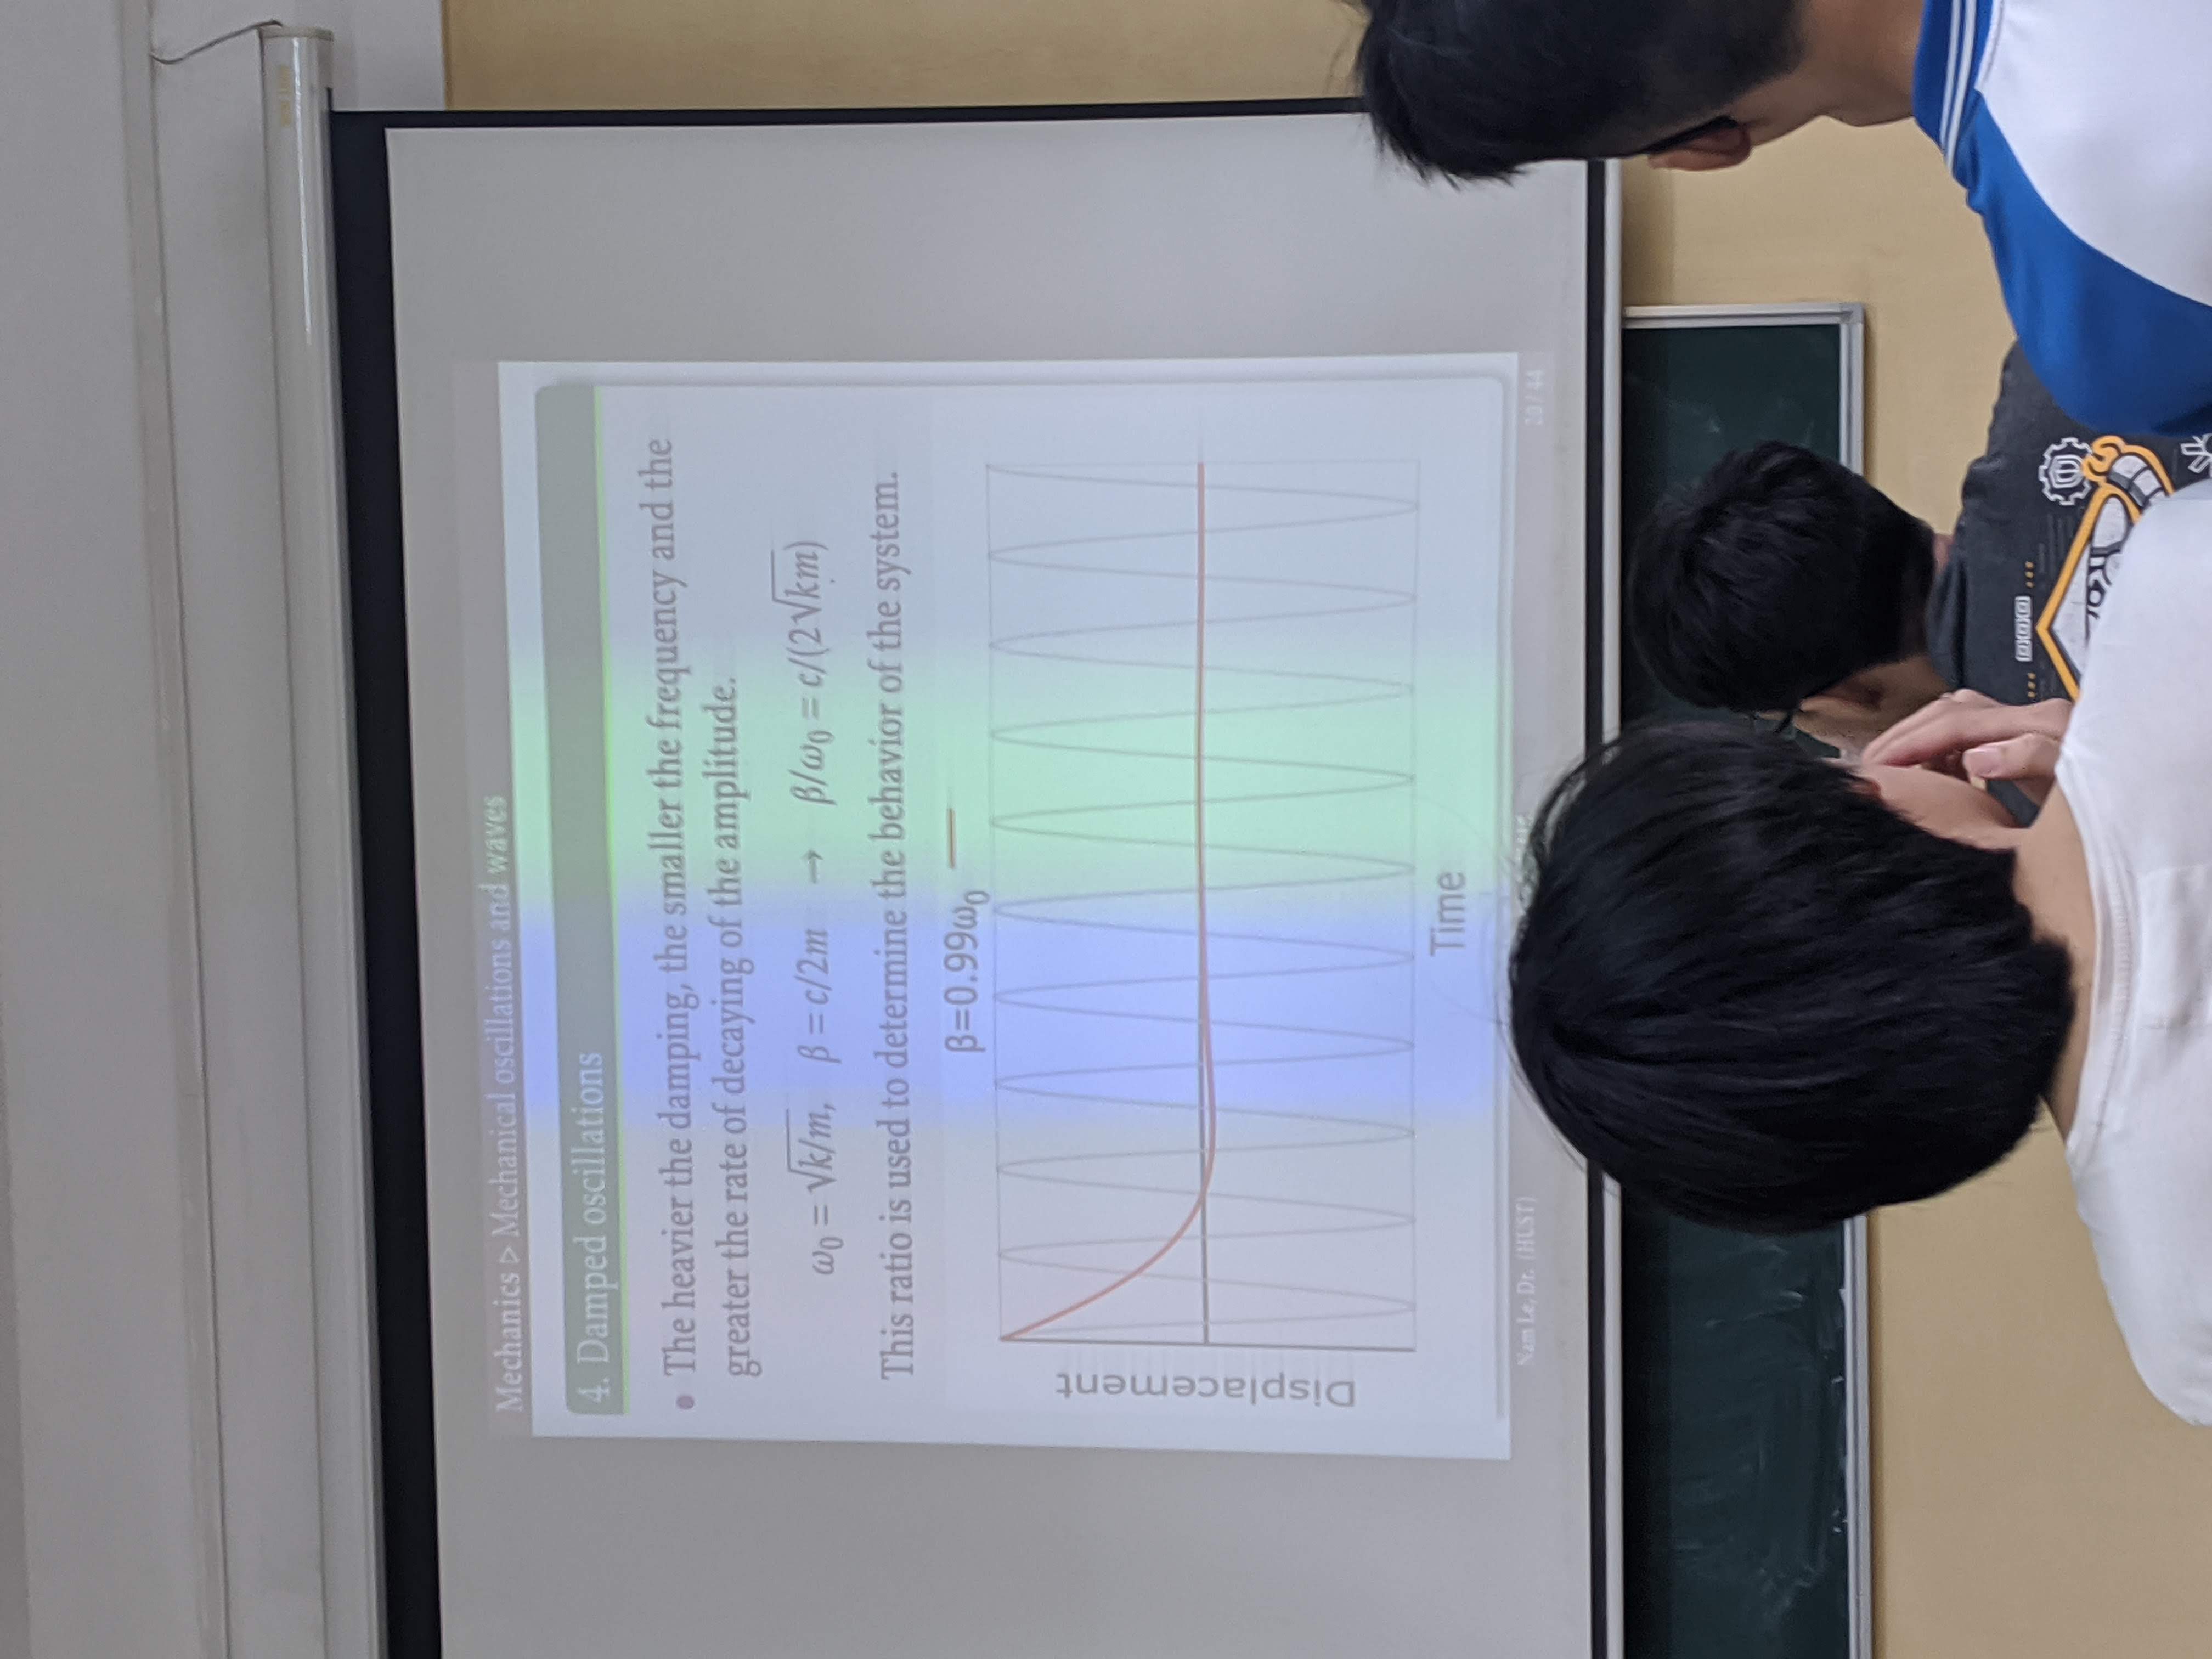 Mechanics ▷ Mechanical oscillations and waves
4. Damped oscillations
• The heavier the damping, the smaller the frequency and the
greater the rate of decaying of the amplitude.
ω₀ = √k/m, β = c/2m → β/ω₀ = c/(2√km)
This ratio is used to determine the behavior of the system.
β=0.99ω₀
Displacement
Time
Nam Le, Dr. (HUST)
20 / 44